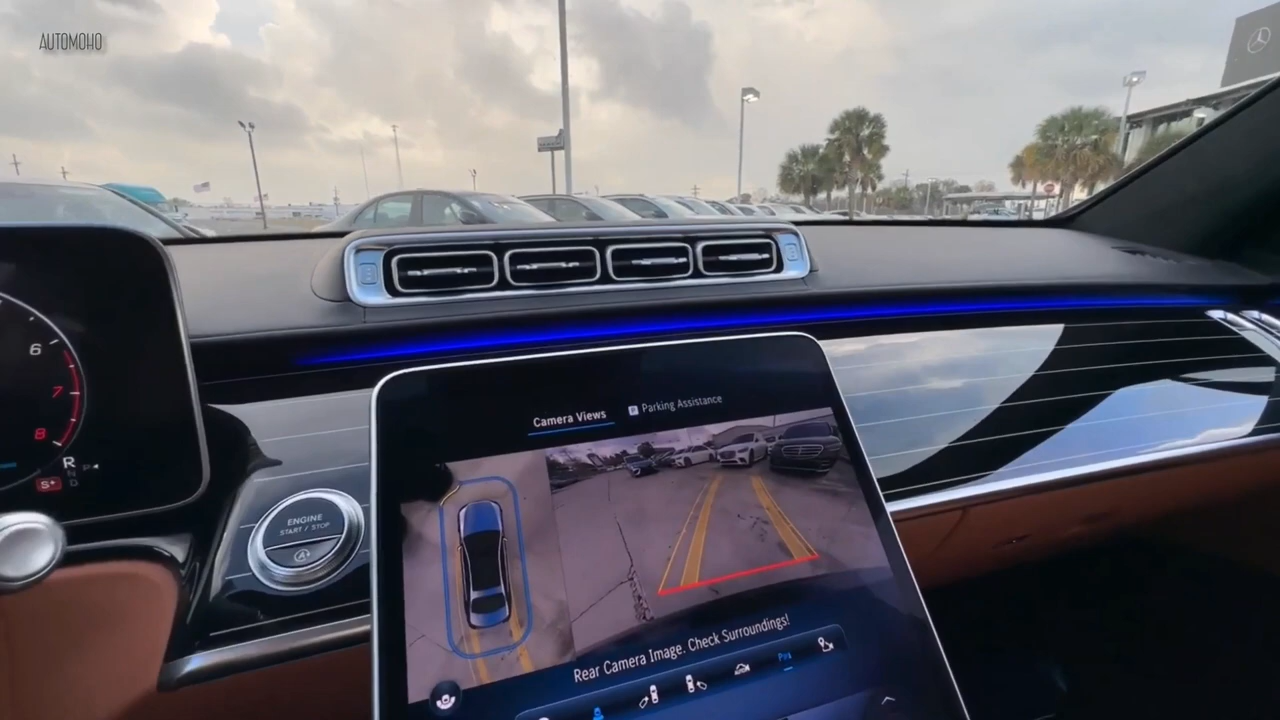 AUTOMOHO
Camera Views
P Parking Assistance
6
7
8
R
N
D
P
S+
ENGINE
START / STOP
A
Rear Camera Image. Check Surroundings!